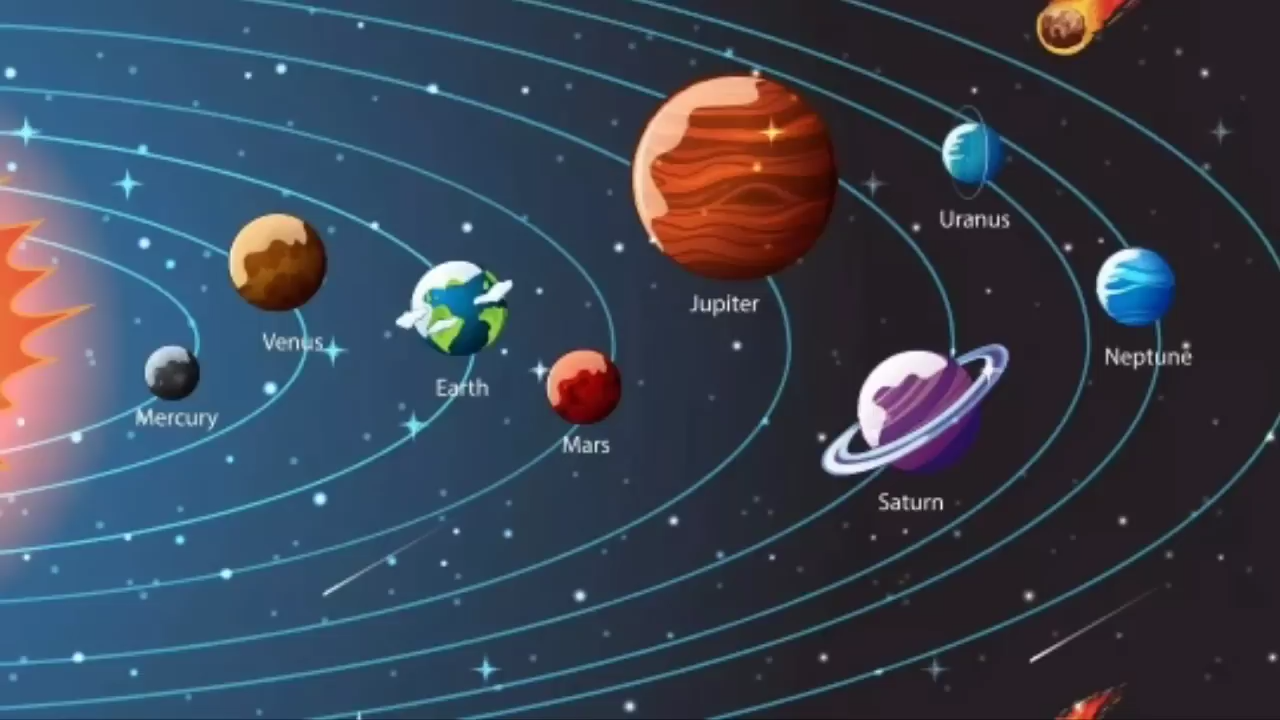 Mercury
Venus
Earth
Mars
Jupiter
Saturn
Uranus
Neptune